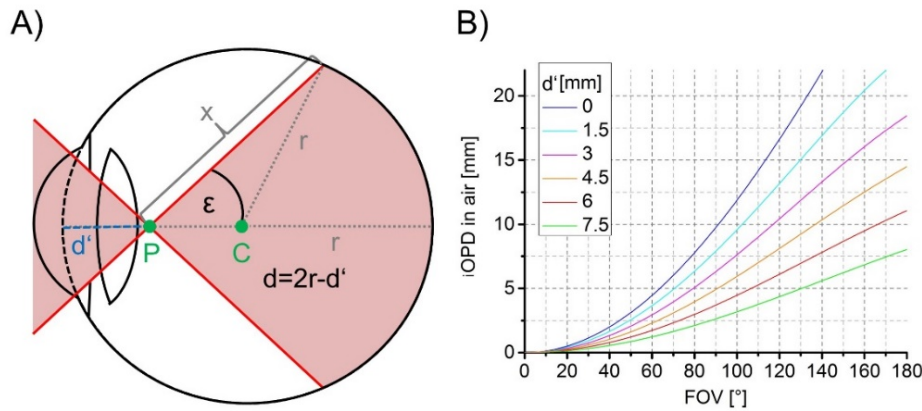 A)
x
r
ε
r
d‘
P
C
d=2r-d‘
B)
iOPD in air [mm]
20
15
10
5
0
d‘[mm]
0
1.5
3
4.5
6
7.5
0 20 40 60 80 100 120 140 160 180
FOV [°]